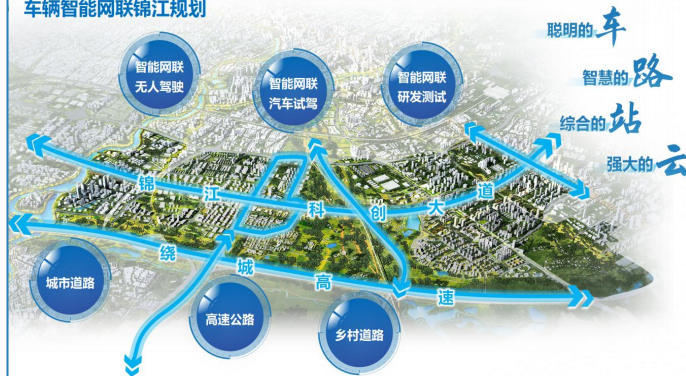 车辆智能网联锦江规划
聪明的车
智慧的路
综合的站
强大的云
智能网联
无人驾驶
智能网联
汽车试驾
智能网联
研发测试
锦江科创大道
绕城高速
城市道路
高速公路
乡村道路